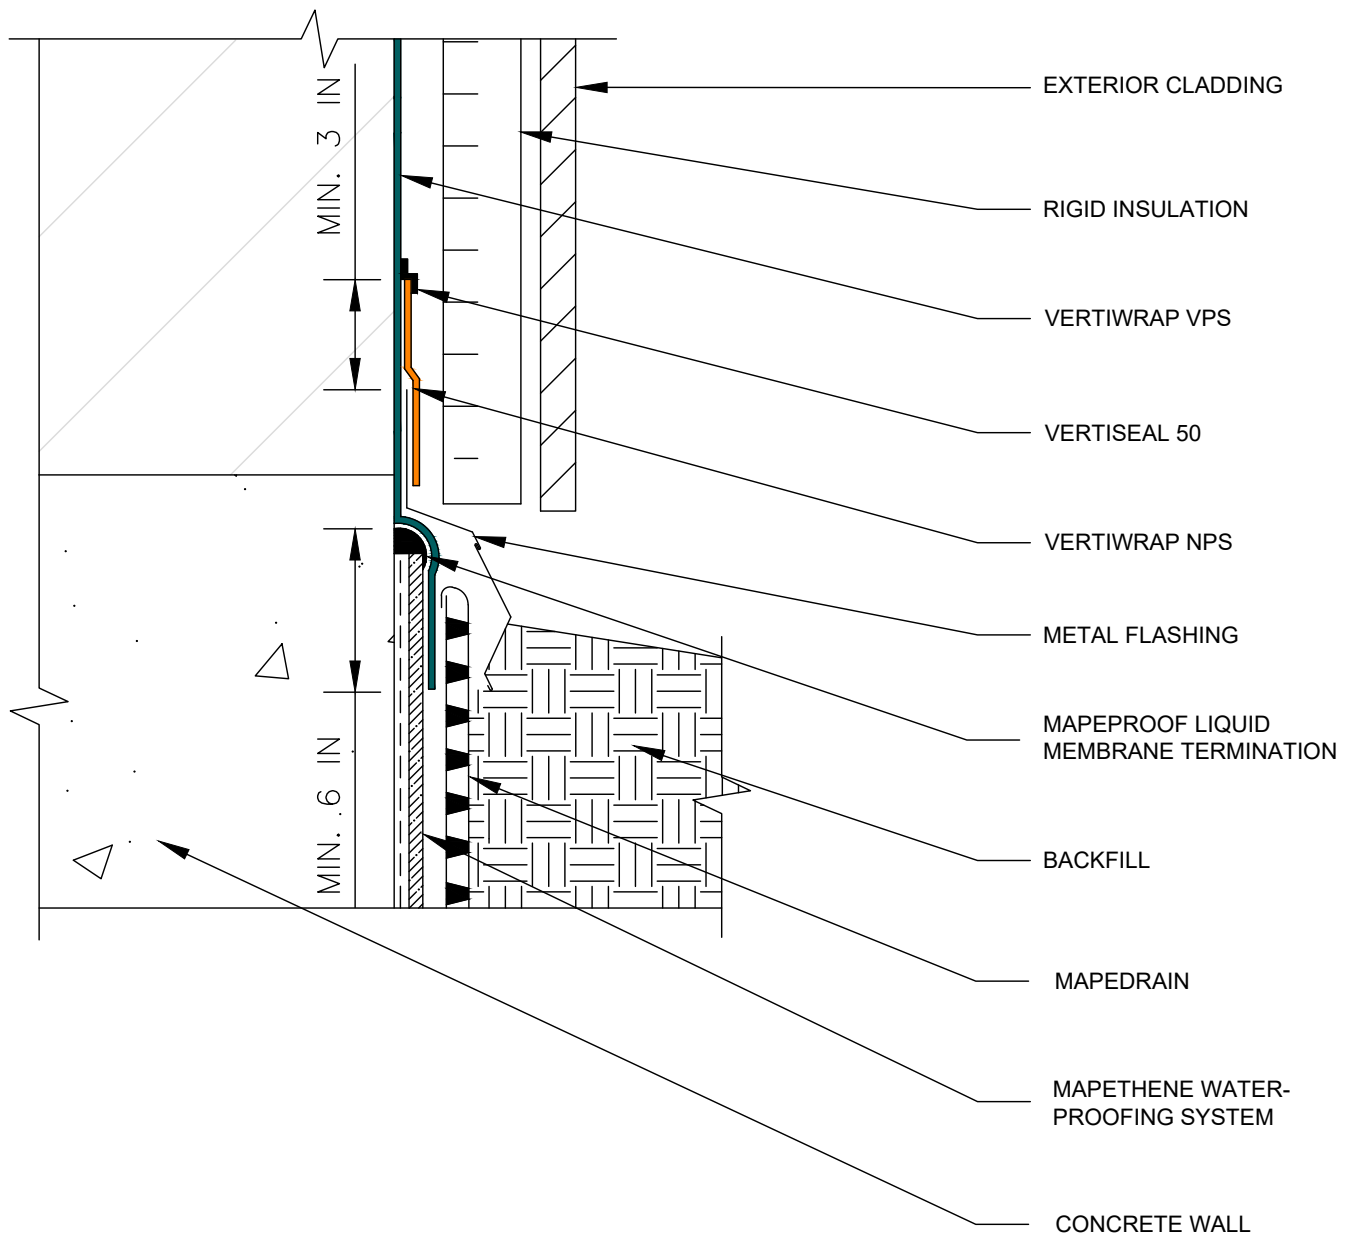 MIN. 3 IN
EXTERIOR CLADDING
RIGID INSULATION
VERTIWRAP VPS
VERTISEAL 50
VERTIWRAP NPS
METAL FLASHING
MAPEPROOF LIQUID
MEMBRANE TERMINATION
MIN. 6 IN
BACKFILL
MAPEDRAIN
MAPETHENE WATER-
PROOFING SYSTEM
CONCRETE WALL